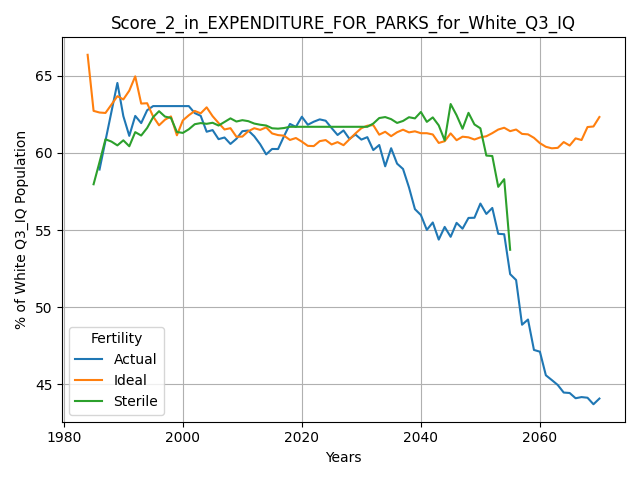 Score_2_in_EXPENDITURE_FOR_PARKS_for_White_Q3_IQ
% of White Q3_IQ Population
65
60
55
50
45
Fertility
Actual
Ideal
Sterile
1980
2000
2020
2040
2060
Years